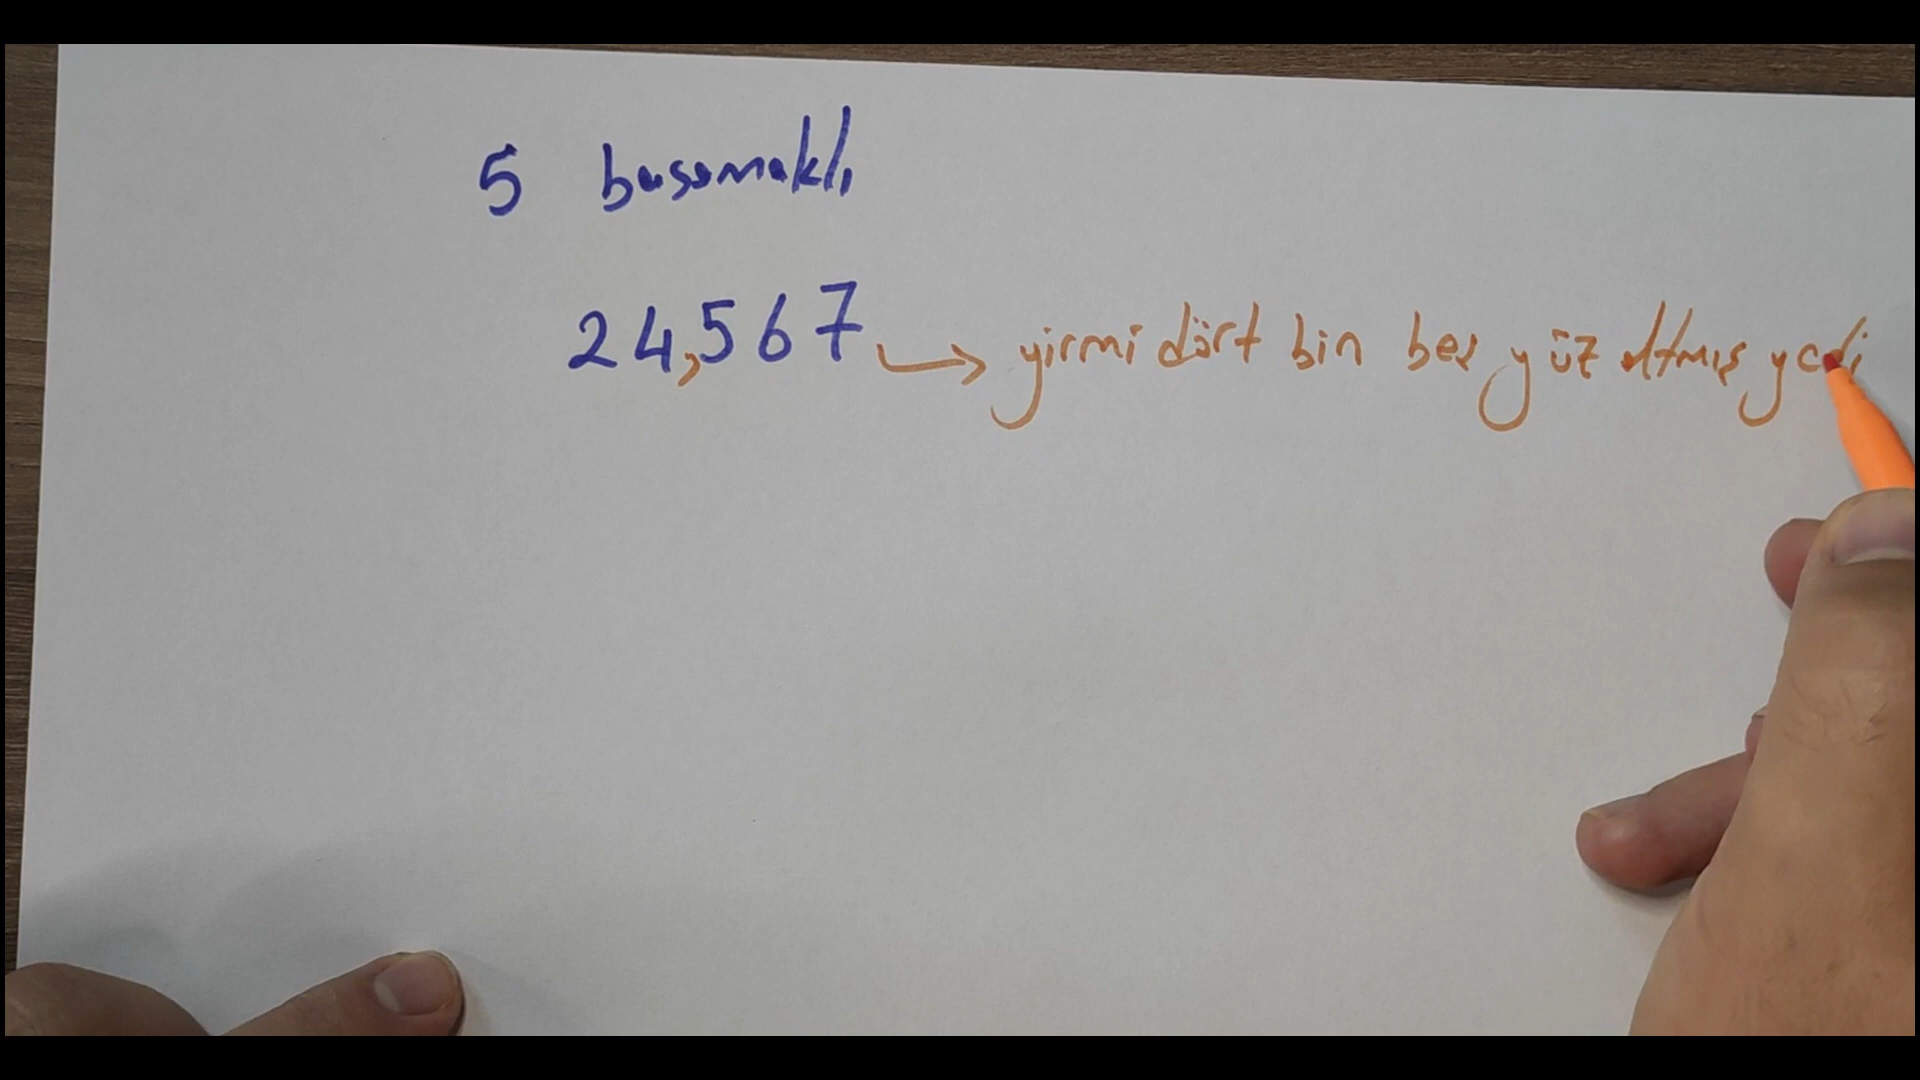 5 basamaklı
24,567 → yirmi dört bin beş yüz altmış yedi